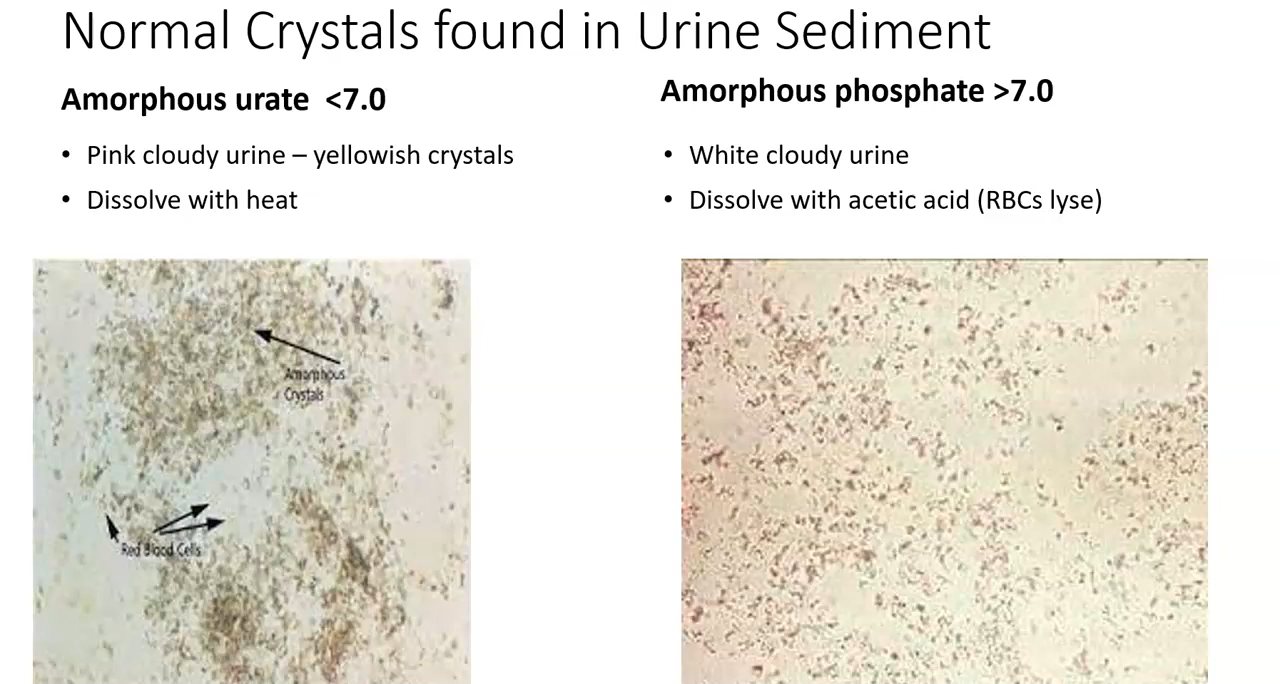 Normal Crystals found in Urine Sediment
Amorphous urate <7.0
• Pink cloudy urine – yellowish crystals
• Dissolve with heat
Amorphous
Crystals
Red Blood Cells
Amorphous phosphate >7.0
• White cloudy urine
• Dissolve with acetic acid (RBCs lyse)